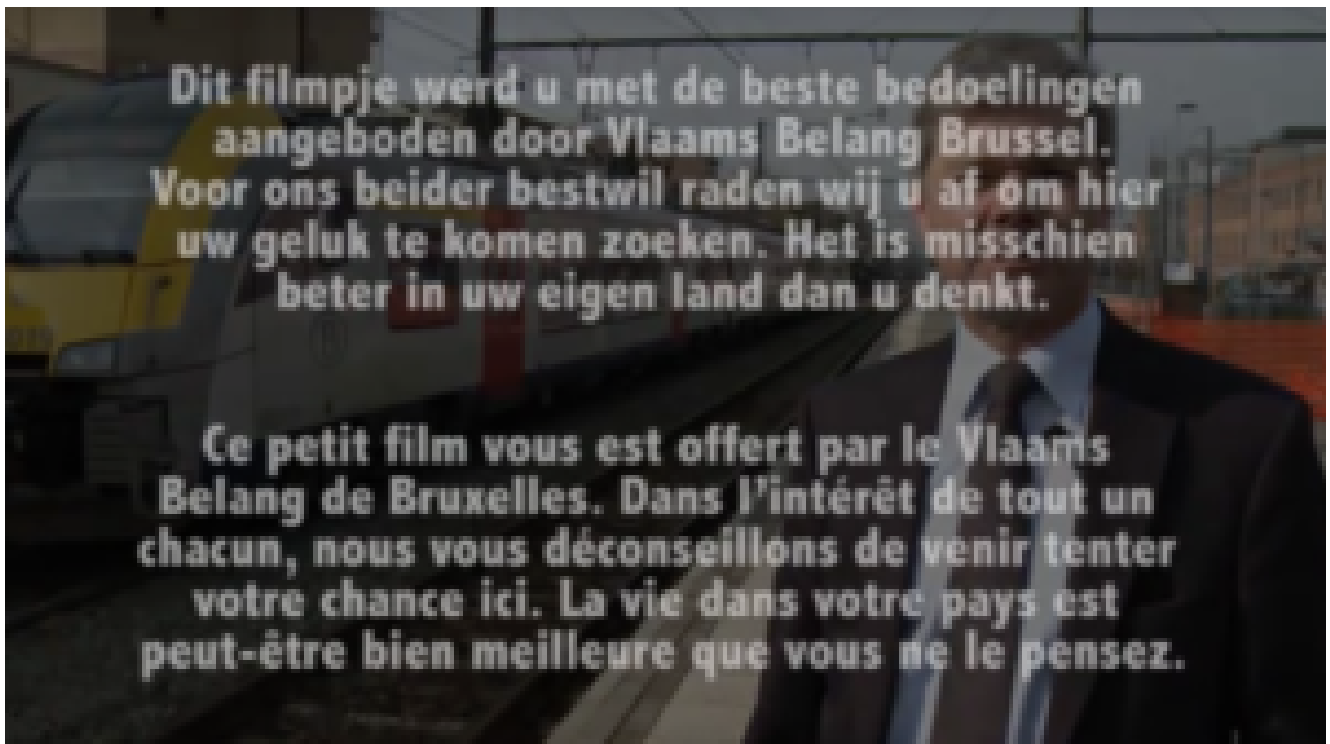 Dit filmpje werd u met de beste bedoelingen
aangeboden door Vlaams Belang Brussel.
Voor ons beider bestwil raden wij u af om hier
uw geluk te komen zoeken. Het is misschien
beter in uw eigen land dan u denkt.
Ce petit film vous est offert par le Vlaams
Belang de Bruxelles. Dans l'intérêt de tout un
chacun, nous vous déconseillons de venir tenter
votre chance ici. La vie dans votre pays est
peut-être bien meilleure que vous ne le pensez.